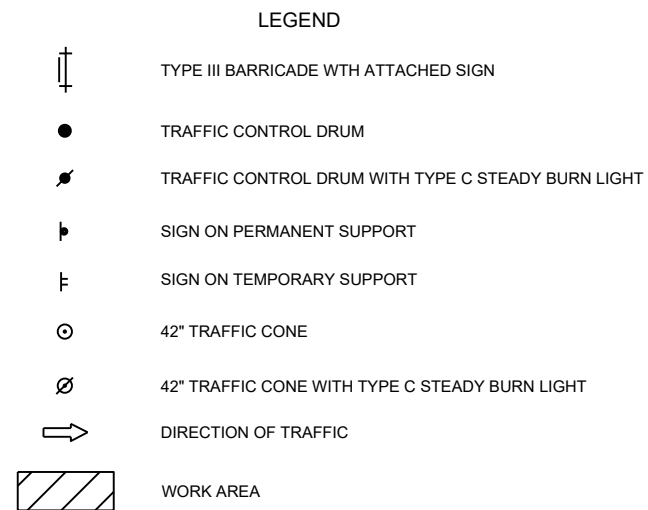 LEGEND
TYPE III BARRICADE WTH ATTACHED SIGN
TRAFFIC CONTROL DRUM
TRAFFIC CONTROL DRUM WITH TYPE C STEADY BURN LIGHT
SIGN ON PERMANENT SUPPORT
SIGN ON TEMPORARY SUPPORT
42" TRAFFIC CONE
42" TRAFFIC CONE WITH TYPE C STEADY BURN LIGHT
DIRECTION OF TRAFFIC
WORK AREA